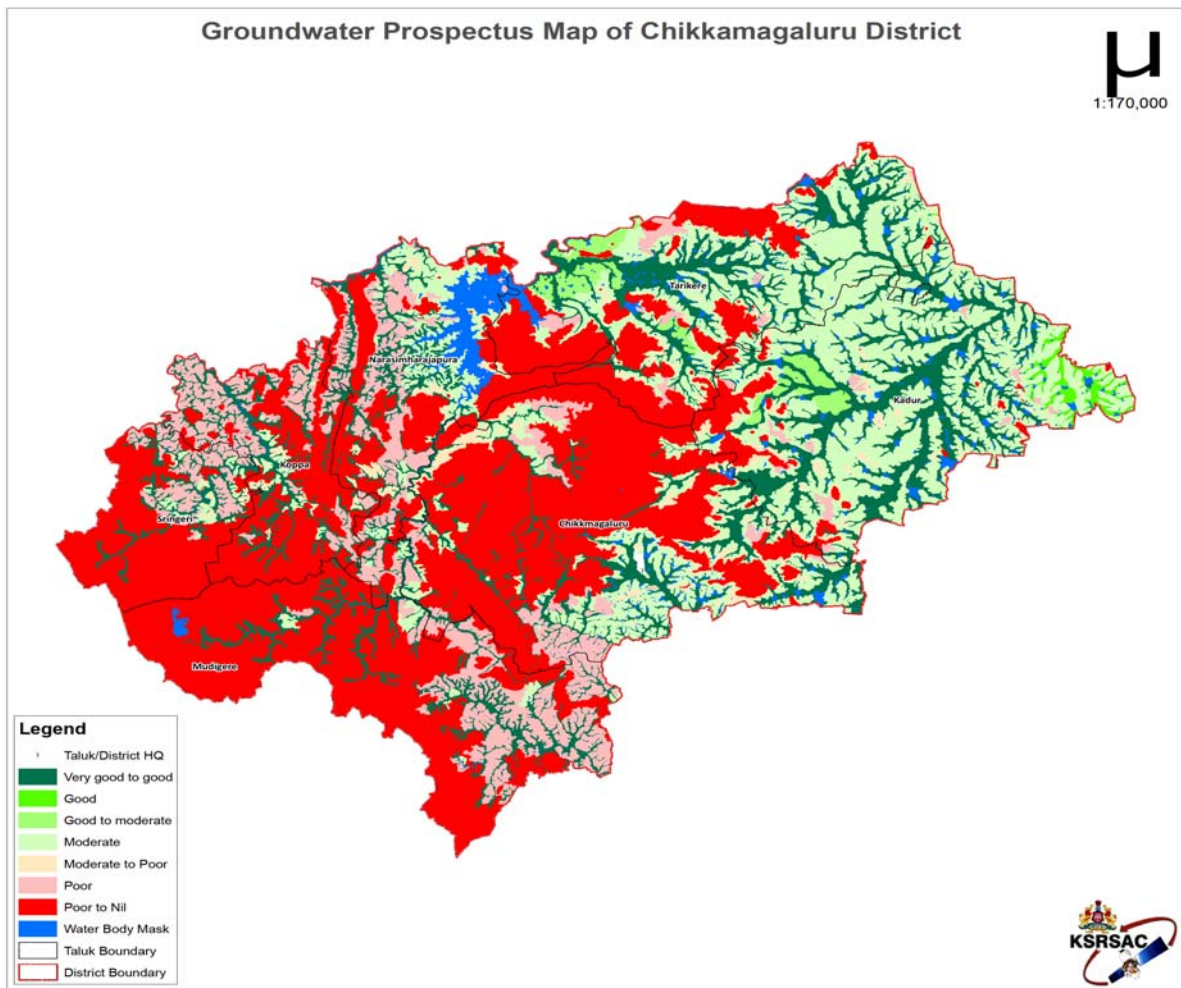 Groundwater Prospectus Map of Chikkamagaluru District
µ
1:170,000
Tarikere
Narasimharajapura
Kadur
Koppa
Sringeri
Chikkmagaluru
Mudigere
Legend
Taluk/District HQ
Very good to good
Good
Good to moderate
Moderate
Moderate to Poor
Poor
Poor to Nil
Water Body Mask
Taluk Boundary
District Boundary
KSRSAC